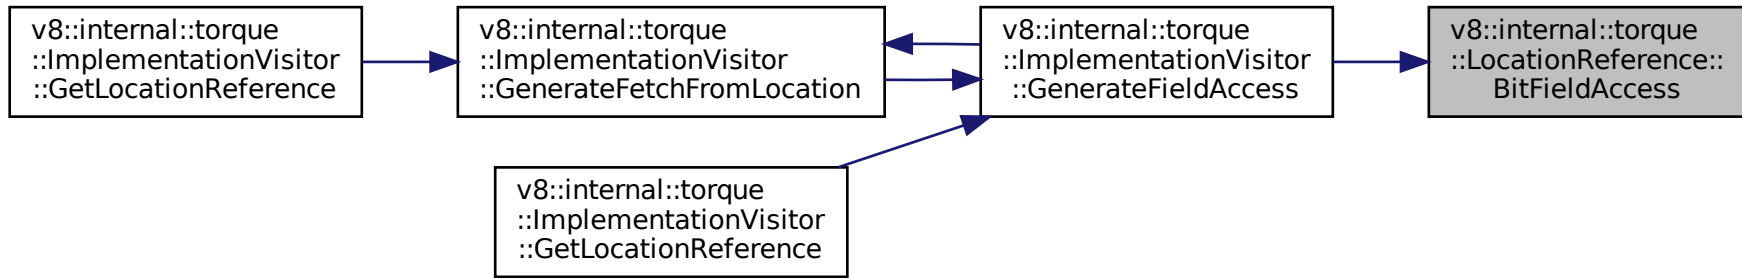 v8::internal::torque
::ImplementationVisitor
::GetLocationReference
v8::internal::torque
::ImplementationVisitor
::GenerateFetchFromLocation
v8::internal::torque
::ImplementationVisitor
::GenerateFieldAccess
v8::internal::torque
::LocationReference::
BitFieldAccess
v8::internal::torque
::ImplementationVisitor
::GetLocationReference